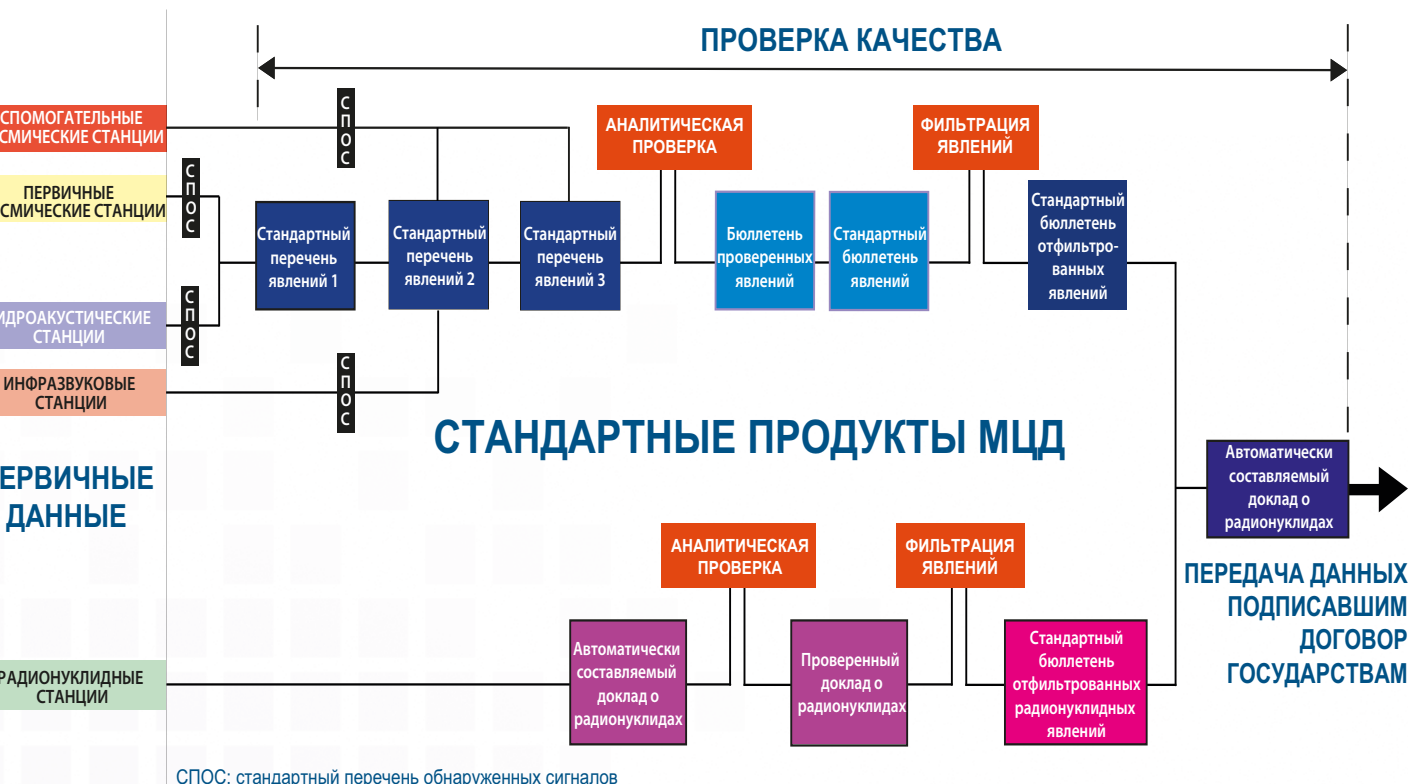 ПРОВЕРКА КАЧЕСТВА
СПОМОГАТЕЛЬНЫЕ
СМИЧЕСКИЕ СТАНЦИИ
СПОС
АНАЛИТИЧЕСКАЯ
ПРОВЕРКА
ФИЛЬТРАЦИЯ
ЯВЛЕНИЙ
ПЕРВИЧНЫЕ
СМИЧЕСКИЕ СТАНЦИИ
СПОС
Стандартный
перечень
явлений 1
Стандартный
перечень
явлений 2
Стандартный
перечень
явлений 3
Бюллетень
проверенных
явлений
Стандартный
бюллетень
явлений
Стандартный
бюллетень
отфильтро-
ванных
явлений
ИДРОАКУСТИЧЕСКИЕ
СТАНЦИИ
СПОС
ИНФРАЗВУКОВЫЕ
СТАНЦИИ
СПОС
СТАНДАРТНЫЕ ПРОДУКТЫ МЦД
ЕРВИЧНЫЕ
ДАННЫЕ
Автоматически
составляемый
доклад о
радионуклидах
АНАЛИТИЧЕСКАЯ
ПРОВЕРКА
ФИЛЬТРАЦИЯ
ЯВЛЕНИЙ
ПЕРЕДАЧА ДАННЫХ
ПОДПИСАВШИМ
ДОГОВОР
ГОСУДАРСТВАМ
РАДИОНУКЛИДНЫЕ
СТАНЦИИ
Автоматически
составляемый
доклад о
радионуклидах
Проверенный
доклад о
радионуклидах
Стандартный
бюллетень
отфильтрованных
радионуклидных
явлений
СПОС: стандартный перечень обнаруженных сигналов